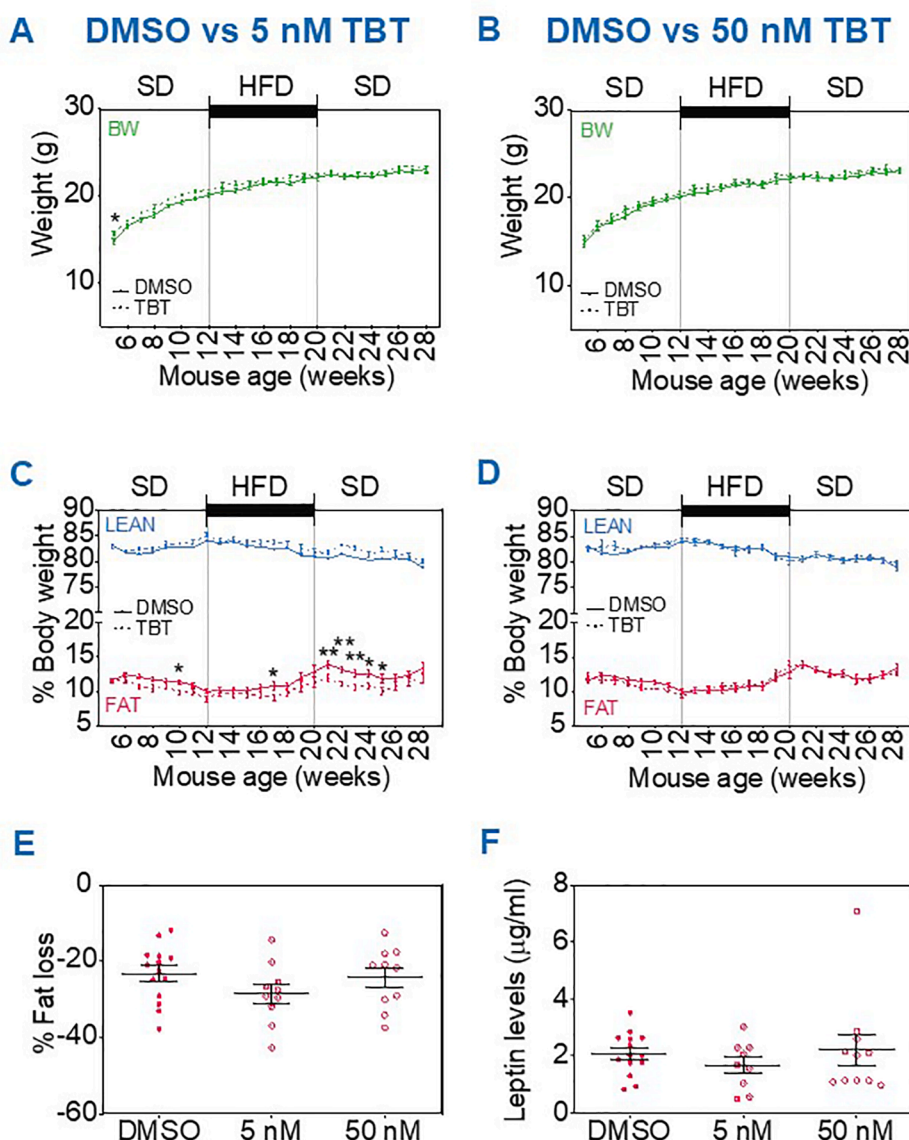 A DMSO vs 5 nM TBT
SD HFD SD
30
BW
20
10
Weight (g)
*
DMSO
TBT
6 8 10 12 14 16 18 20 22 24 26 28
Mouse age (weeks)
B DMSO vs 50 nM TBT
SD HFD SD
30
BW
20
10
Weight (g)
DMSO
TBT
6 8 10 12 14 16 18 20 22 24 26 28
Mouse age (weeks)
C
SD HFD SD
90
LEAN
85
80
75
20
15
10
5
% Body weight
DMSO
TBT
* * ** ** ** * *
FAT
6 8 10 12 14 16 18 20 22 24 26 28
Mouse age (weeks)
D
SD HFD SD
90
LEAN
85
80
75
20
15
10
5
% Body weight
DMSO
TBT
FAT
6 8 10 12 14 16 18 20 22 24 26 28
Mouse age (weeks)
E
0
-20
-40
-60
% Fat loss
DMSO 5 nM 50 nM
F
8
6
4
2
0
Leptin levels (µg/ml)
DMSO 5 nM 50 nM